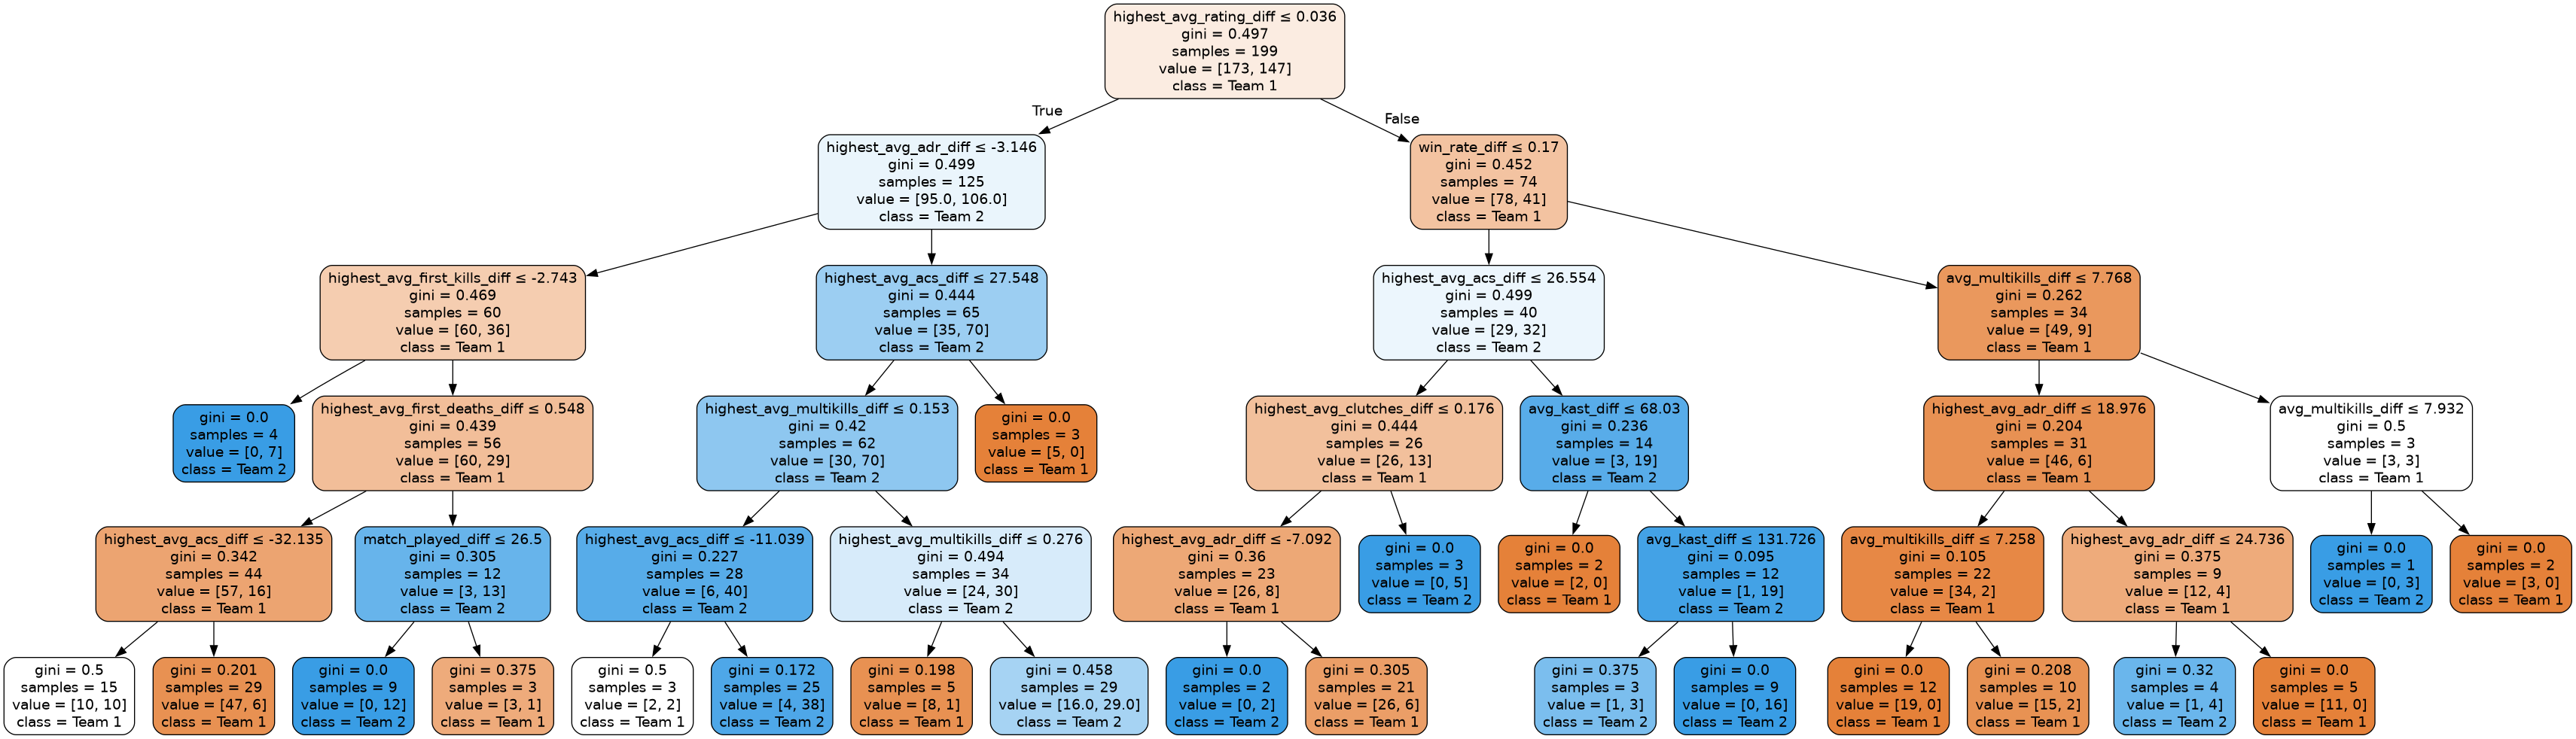 highest_avg_rating_diff ≤ 0.036
gini = 0.497
samples = 199
value = [173, 147]
class = Team 1
True
False
highest_avg_adr_diff ≤ -3.146
gini = 0.499
samples = 125
value = [95.0, 106.0]
class = Team 2
win_rate_diff ≤ 0.17
gini = 0.452
samples = 74
value = [78, 41]
class = Team 1
highest_avg_first_kills_diff ≤ -2.743
gini = 0.469
samples = 60
value = [60, 36]
class = Team 1
highest_avg_acs_diff ≤ 27.548
gini = 0.444
samples = 65
value = [35, 70]
class = Team 2
highest_avg_acs_diff ≤ 26.554
gini = 0.499
samples = 40
value = [29, 32]
class = Team 2
avg_multikills_diff ≤ 7.768
gini = 0.262
samples = 34
value = [49, 9]
class = Team 1
gini = 0.0
samples = 4
value = [0, 7]
class = Team 2
highest_avg_first_deaths_diff ≤ 0.548
gini = 0.439
samples = 56
value = [60, 29]
class = Team 1
highest_avg_multikills_diff ≤ 0.153
gini = 0.42
samples = 62
value = [30, 70]
class = Team 2
gini = 0.0
samples = 3
value = [5, 0]
class = Team 1
highest_avg_clutches_diff ≤ 0.176
gini = 0.444
samples = 26
value = [26, 13]
class = Team 1
avg_kast_diff ≤ 68.03
gini = 0.236
samples = 14
value = [3, 19]
class = Team 2
highest_avg_adr_diff ≤ 18.976
gini = 0.204
samples = 31
value = [46, 6]
class = Team 1
avg_multikills_diff ≤ 7.932
gini = 0.5
samples = 3
value = [3, 3]
class = Team 1
highest_avg_acs_diff ≤ -32.135
gini = 0.342
samples = 44
value = [57, 16]
class = Team 1
match_played_diff ≤ 26.5
gini = 0.305
samples = 12
value = [3, 13]
class = Team 2
highest_avg_acs_diff ≤ -11.039
gini = 0.227
samples = 28
value = [6, 40]
class = Team 2
highest_avg_multikills_diff ≤ 0.276
gini = 0.494
samples = 34
value = [24, 30]
class = Team 2
highest_avg_adr_diff ≤ -7.092
gini = 0.36
samples = 23
value = [26, 8]
class = Team 1
gini = 0.0
samples = 3
value = [0, 5]
class = Team 2
gini = 0.0
samples = 2
value = [2, 0]
class = Team 1
avg_kast_diff ≤ 131.726
gini = 0.095
samples = 12
value = [1, 19]
class = Team 2
avg_multikills_diff ≤ 7.258
gini = 0.105
samples = 22
value = [34, 2]
class = Team 1
highest_avg_adr_diff ≤ 24.736
gini = 0.375
samples = 9
value = [12, 4]
class = Team 1
gini = 0.0
samples = 1
value = [0, 3]
class = Team 2
gini = 0.0
samples = 2
value = [3, 0]
class = Team 1
gini = 0.5
samples = 15
value = [10, 10]
class = Team 1
gini = 0.201
samples = 29
value = [47, 6]
class = Team 1
gini = 0.0
samples = 9
value = [0, 12]
class = Team 2
gini = 0.375
samples = 3
value = [3, 1]
class = Team 1
gini = 0.5
samples = 3
value = [2, 2]
class = Team 1
gini = 0.172
samples = 25
value = [4, 38]
class = Team 2
gini = 0.198
samples = 5
value = [8, 1]
class = Team 1
gini = 0.458
samples = 29
value = [16.0, 29.0]
class = Team 2
gini = 0.0
samples = 2
value = [0, 2]
class = Team 2
gini = 0.305
samples = 21
value = [26, 6]
class = Team 1
gini = 0.375
samples = 3
value = [1, 3]
class = Team 2
gini = 0.0
samples = 9
value = [0, 16]
class = Team 2
gini = 0.0
samples = 12
value = [19, 0]
class = Team 1
gini = 0.208
samples = 10
value = [15, 2]
class = Team 1
gini = 0.32
samples = 4
value = [1, 4]
class = Team 2
gini = 0.0
samples = 5
value = [11, 0]
class = Team 1